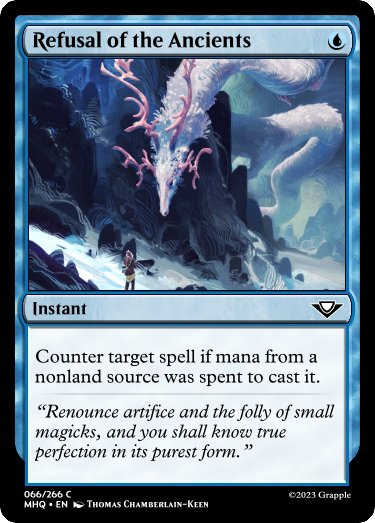 Refusal of the Ancients
Instant
Counter target spell if mana from a
nonland source was spent to cast it.
“Renounce artifice and the folly of small
magicks, and you shall know true
perfection in its purest form.”
066/266 C
MHQ • EN Thomas Chamberlain-Keen
©2023 Grapple